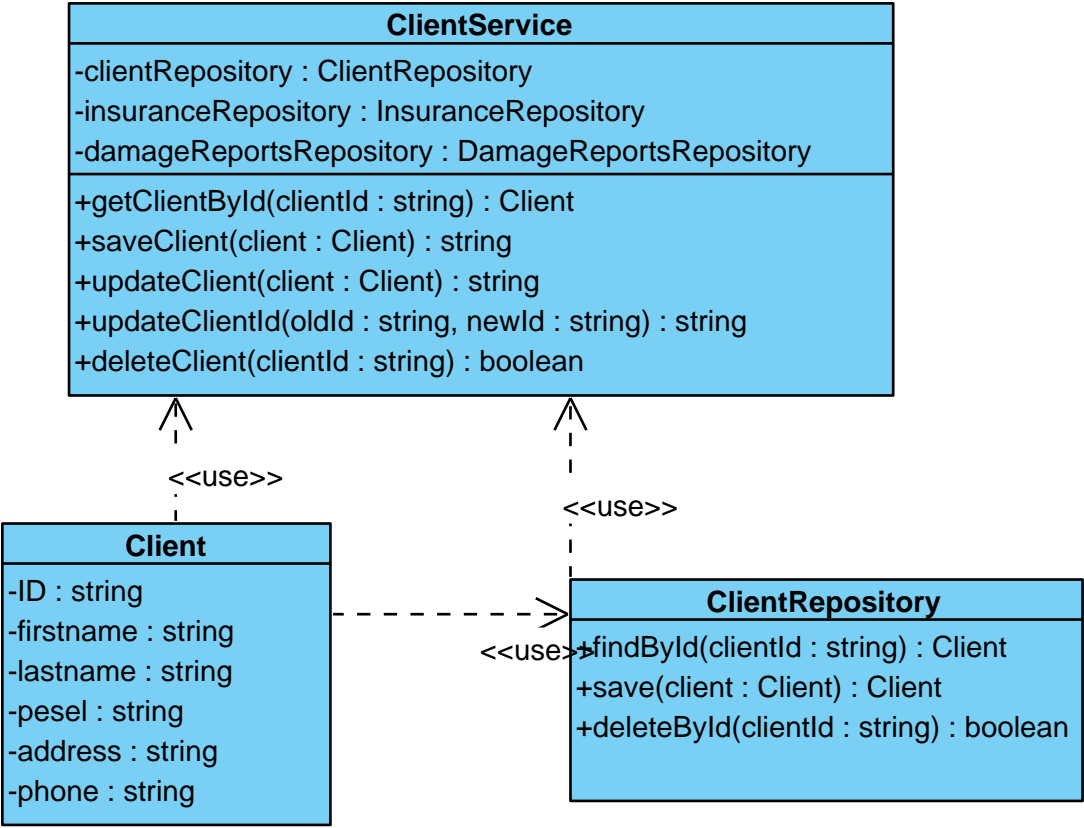 ClientService
-clientRepository : ClientRepository
-insuranceRepository : InsuranceRepository
-damageReportsRepository : DamageReportsRepository
+getClientById(clientId : string) : Client
+saveClient(client : Client) : string
+updateClient(client : Client) : string
+updateClientId(oldId : string, newId : string) : string
+deleteClient(clientId : string) : boolean
<<use>>
<<use>>
Client
-ID : string
-firstname : string
-lastname : string
-pesel : string
-address : string
-phone : string
<<use>>
ClientRepository
+findById(clientId : string) : Client
+save(client : Client) : Client
+deleteById(clientId : string) : boolean